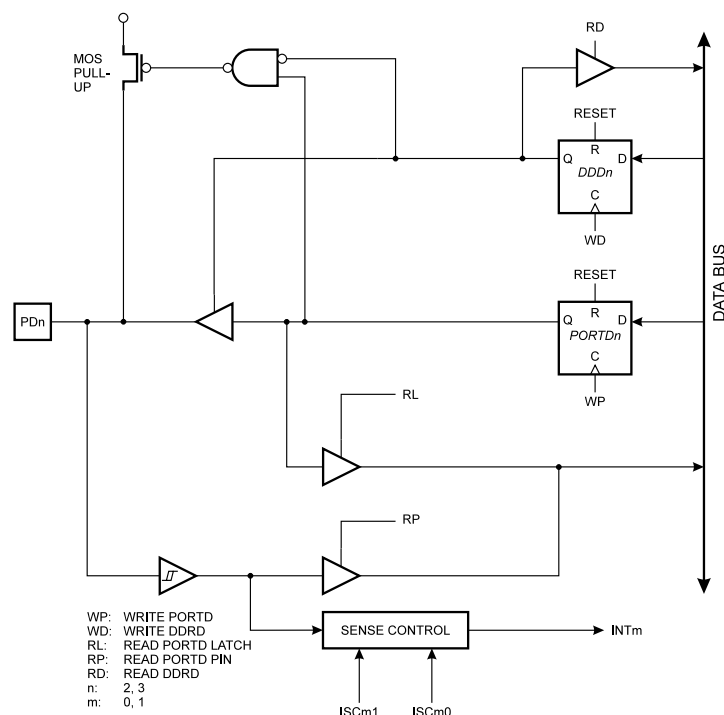 RD
MOS
PULL-
UP
RESET
R
Q
D
DDDn
C
WD
DATA BUS
RESET
PDn
R
Q
D
PORTDn
C
WP
RL
RP
WP: WRITE PORTD
WD: WRITE DDRD
RL: READ PORTD LATCH
RP: READ PORTD PIN
RD: READ DDRD
n: 2, 3
m: 0, 1
SENSE CONTROL
INTm
ISCm1
ISCm0